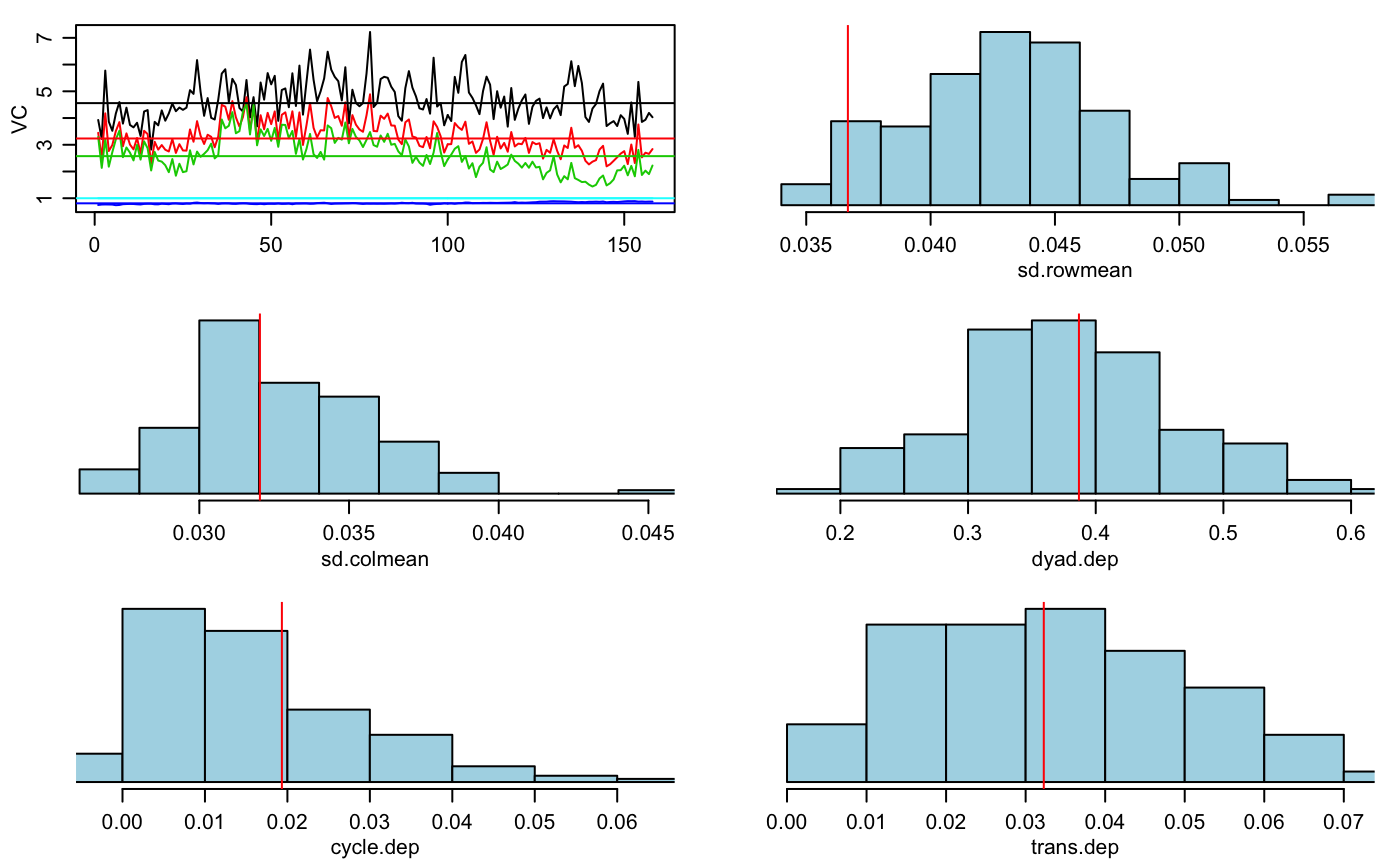 VC
7
5
3
1
0 50 100 150
0.035 0.040 0.045 0.050 0.055
sd.rowmean
0.030 0.035 0.040 0.045
sd.colmean
0.2 0.3 0.4 0.5 0.6
dyad.dep
0.00 0.01 0.02 0.03 0.04 0.05 0.06
cycle.dep
0.00 0.01 0.02 0.03 0.04 0.05 0.06 0.07
trans.dep